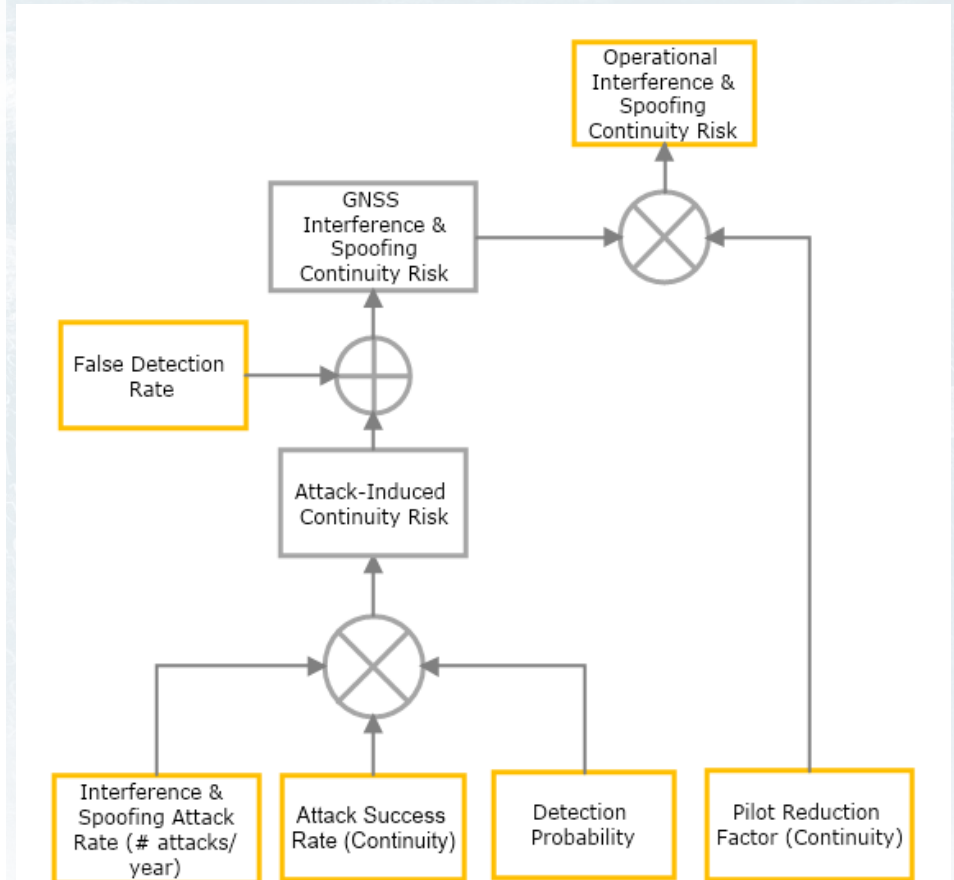 Operational
Interference &
Spoofing
Continuity Risk
GNSS
Interference &
Spoofing
Continuity Risk
False Detection
Rate
Attack-Induced
Continuity Risk
Interference &
Spoofing Attack
Rate (# attacks/
year)
Attack Success
Rate (Continuity)
Detection
Probability
Pilot Reduction
Factor (Continuity)